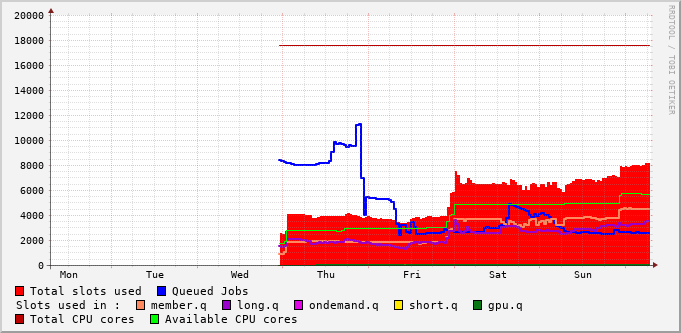 RRDTOOL / TOBI OETIKER
20000
18000
16000
14000
12000
10000
8000
6000
4000
2000
0
Mon Tue Wed Thu Fri Sat Sun
Total slots used Queued Jobs
Slots used in : member.q long.q ondemand.q short.q gpu.q
Total CPU cores Available CPU cores